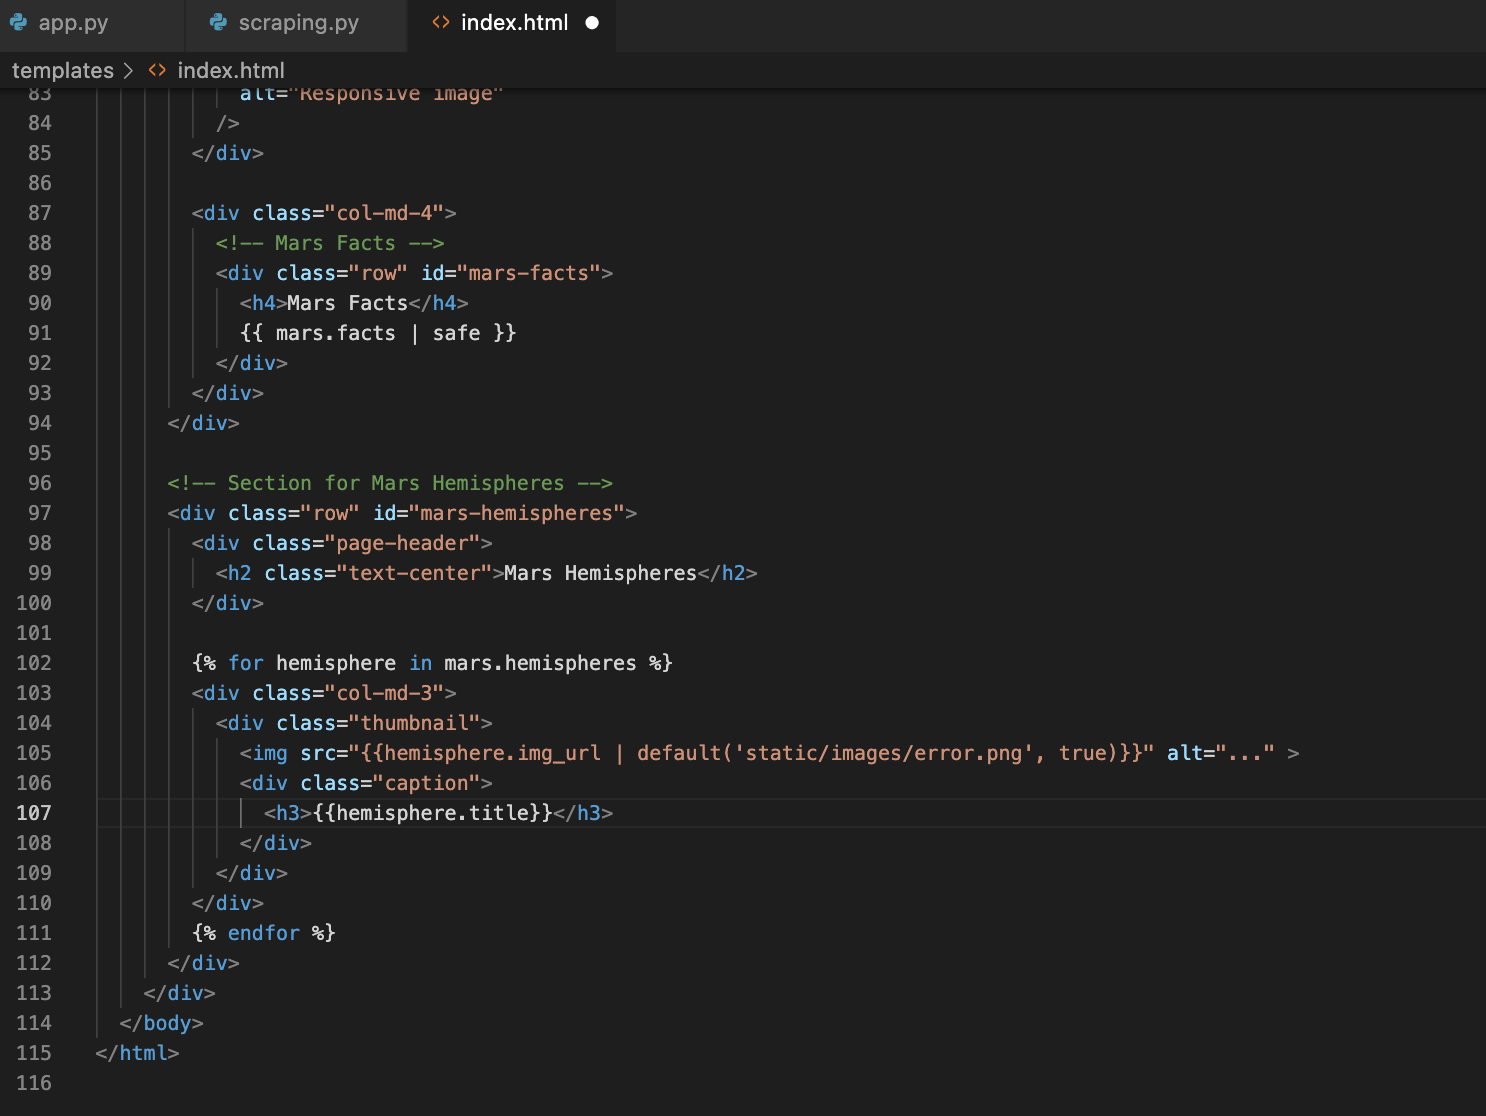 app.py scraping.py <> index.html
templates > <> index.html
83 alt="Responsive image"
84 />
85 </div>
86
87 <div class="col-md-4">
88 <!-- Mars Facts -->
89 <div class="row" id="mars-facts">
90 <h4>Mars Facts</h4>
91 {{ mars.facts | safe }}
92 </div>
93 </div>
94 </div>
95
96 <!-- Section for Mars Hemispheres -->
97 <div class="row" id="mars-hemispheres">
98 <div class="page-header">
99 <h2 class="text-center">Mars Hemispheres</h2>
100 </div>
101
102 {% for hemisphere in mars.hemispheres %}
103 <div class="col-md-3">
104 <div class="thumbnail">
105 <img src="{{hemisphere.img_url | default('static/images/error.png', true)}}" alt="..." >
106 <div class="caption">
107 <h3>{{hemisphere.title}}</h3>
108 </div>
109 </div>
110 </div>
111 {% endfor %}
112 </div>
113 </div>
114 </body>
115 </html>
116